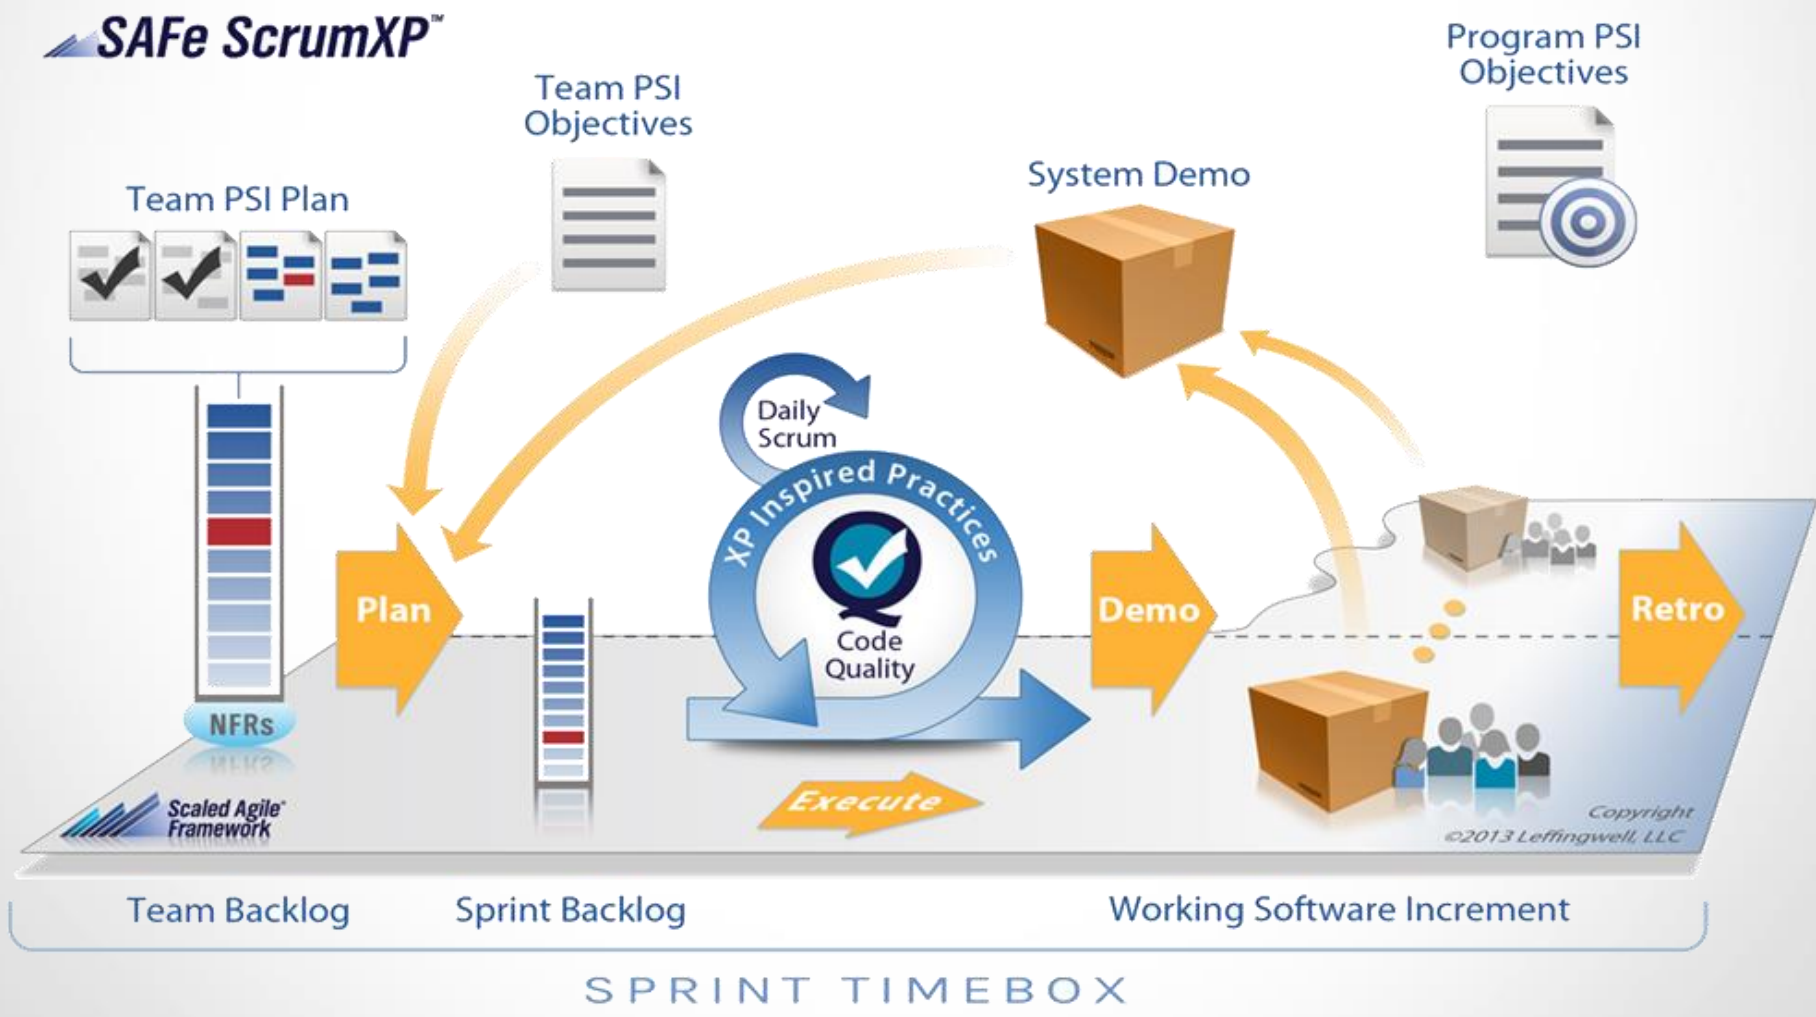 SAFe ScrumXP™
Program PSI
Objectives
Team PSI
Objectives
System Demo
Team PSI Plan
Daily
Scrum
XP Inspired Practices
Code
Quality
Plan
Demo
Retro
NFRs
Execute
Scaled Agile®
Framework
Copyright
©2013 Leffingwell, LLC
Team Backlog
Sprint Backlog
Working Software Increment
SPRINT TIMEBOX